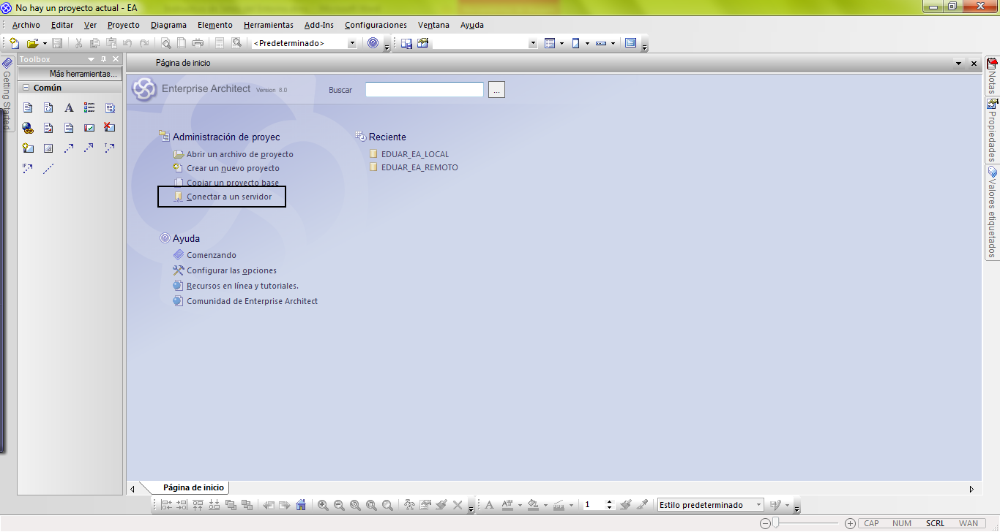 No hay un proyecto actual - EA
Archivo Editar Ver Proyecto Diagrama Elemento Herramientas Add-Ins Configuraciones Ventana Ayuda
<Predeterminado>
Toolbox
Página de inicio
Más herramientas...
Común
Getting Started
Enterprise Architect Version 8.0
Buscar
...
Administración de proyec
Abrir un archivo de proyecto
Crear un nuevo proyecto
Copiar un proyecto base
Conectar a un servidor
Reciente
EDUAR_EA_LOCAL
EDUAR_EA_REMOTO
Ayuda
Comenzando
Configurar las opciones
Recursos en línea y tutoriales.
Comunidad de Enterprise Architect
Notas
Propiedades
Valores etiquetados
Página de inicio
1
Estilo predeterminado
CAP NUM SCRL WAN